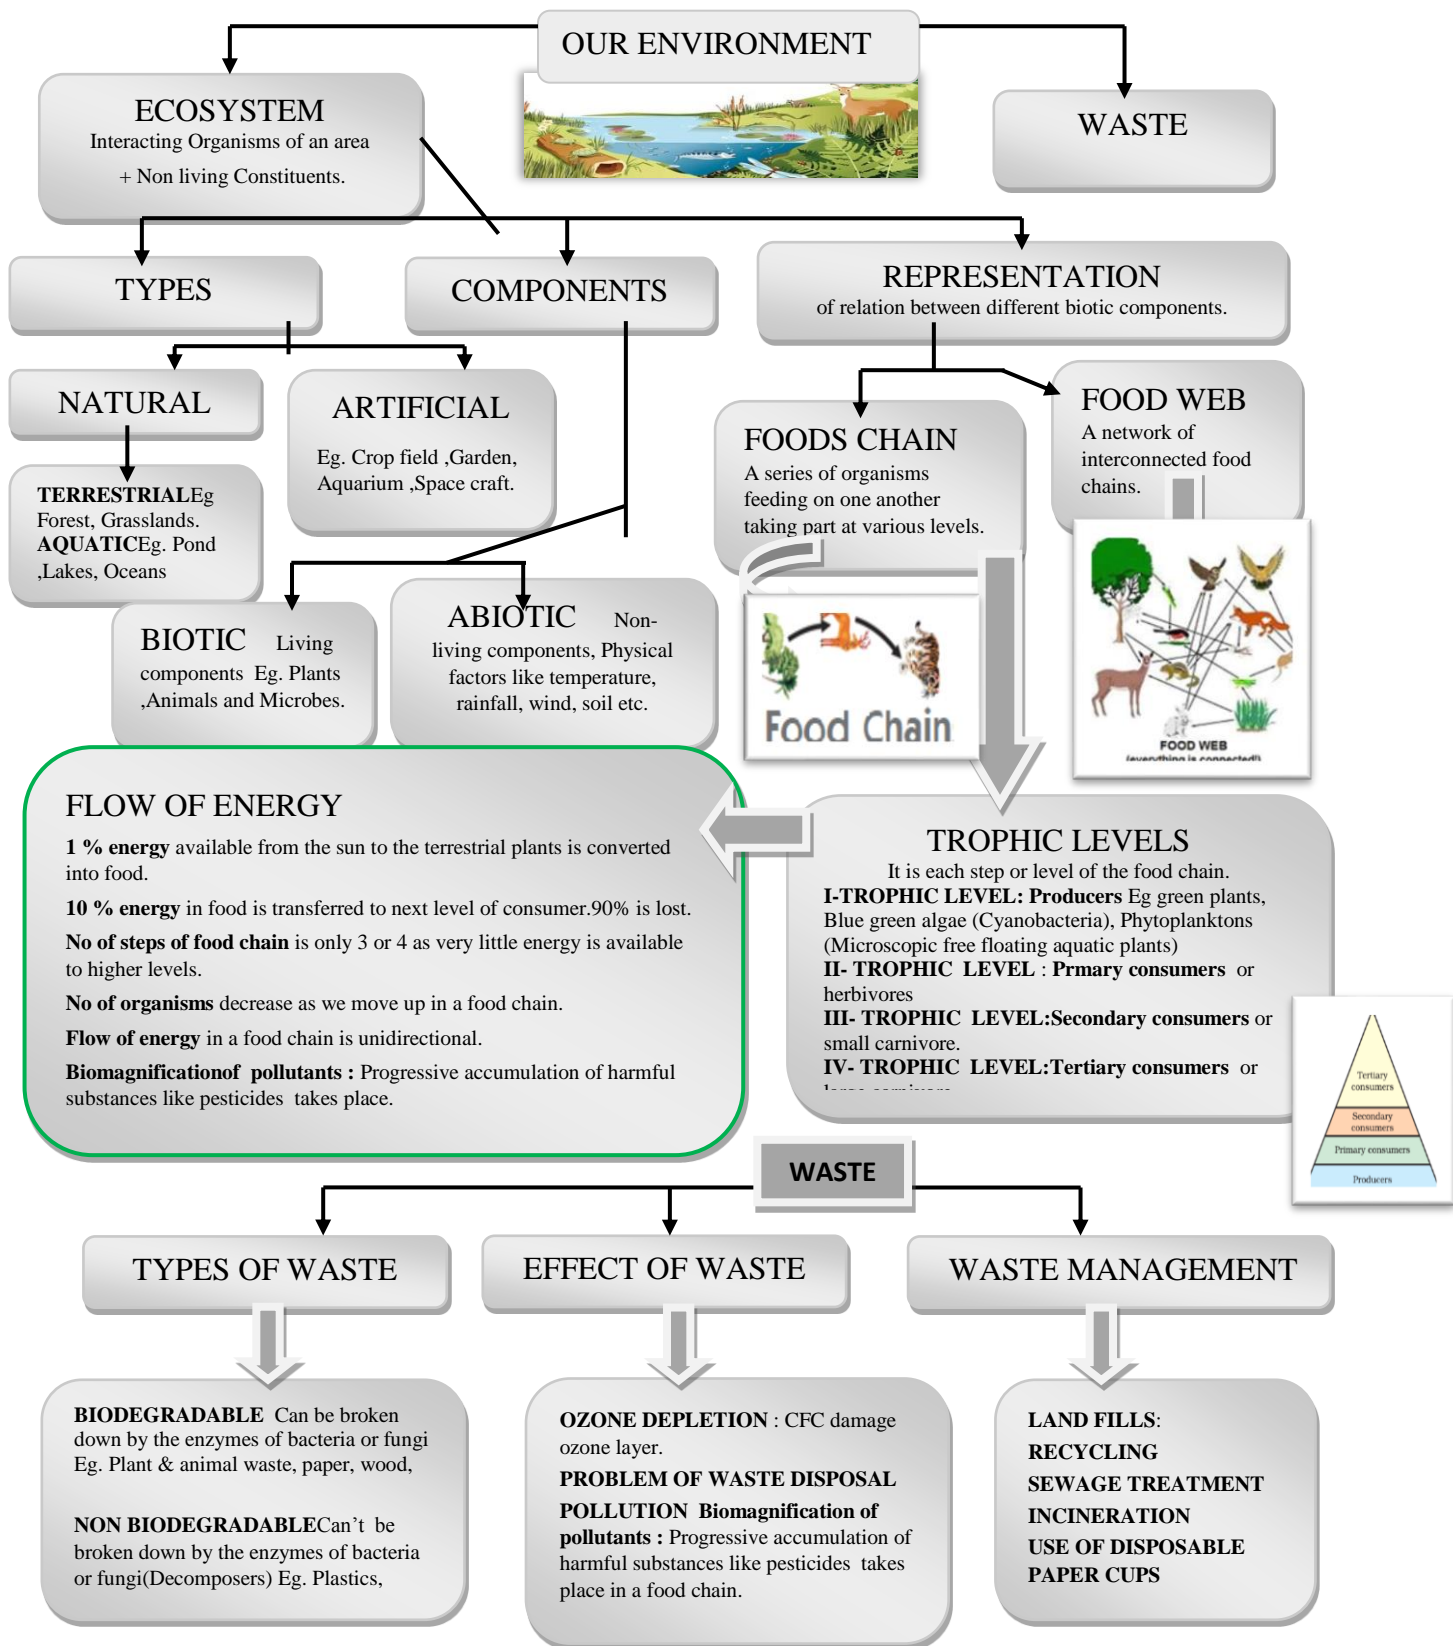 OUR ENVIRONMENT
ECOSYSTEM
Interacting Organisms of an area
+ Non living Constituents.
WASTE
TYPES
COMPONENTS
REPRESENTATION
of relation between different biotic components.
NATURAL
ARTIFICIAL
Eg. Crop field ,Garden,
Aquarium ,Space craft.
FOODS CHAIN
A series of organisms
feeding on one another
taking part at various levels.
FOOD WEB
A network of
interconnected food
chains.
TERRESTRIALEg
Forest, Grasslands.
AQUATICEg. Pond
,Lakes, Oceans
BIOTIC Living
components Eg. Plants
,Animals and Microbes.
ABIOTIC Non-
living components, Physical
factors like temperature,
rainfall, wind, soil etc.
Food Chain
FOOD WEB
(everything is connected!)
FLOW OF ENERGY
1 % energy available from the sun to the terrestrial plants is converted
into food.
10 % energy in food is transferred to next level of consumer.90% is lost.
No of steps of food chain is only 3 or 4 as very little energy is available
to higher levels.
No of organisms decrease as we move up in a food chain.
Flow of energy in a food chain is unidirectional.
Biomagnificationof pollutants : Progressive accumulation of harmful
substances like pesticides takes place.
TROPHIC LEVELS
It is each step or level of the food chain.
I-TROPHIC LEVEL: Producers Eg green plants,
Blue green algae (Cyanobacteria), Phytoplanktons
(Microscopic free floating aquatic plants)
II- TROPHIC LEVEL : Prmary consumers or
herbivores
III- TROPHIC LEVEL:Secondary consumers or
small carnivore.
IV- TROPHIC LEVEL:Tertiary consumers or
Tertiary
consumers
Secondary
consumers
Primary consumers
Producers
WASTE
TYPES OF WASTE
EFFECT OF WASTE
WASTE MANAGEMENT
BIODEGRADABLE Can be broken
down by the enzymes of bacteria or fungi
Eg. Plant & animal waste, paper, wood,
NON BIODEGRADABLECan’t be
broken down by the enzymes of bacteria
or fungi(Decomposers) Eg. Plastics,
OZONE DEPLETION : CFC damage
ozone layer.
PROBLEM OF WASTE DISPOSAL
POLLUTION Biomagnification of
pollutants : Progressive accumulation of
harmful substances like pesticides takes
place in a food chain.
LAND FILLS:
RECYCLING
SEWAGE TREATMENT
INCINERATION
USE OF DISPOSABLE
PAPER CUPS